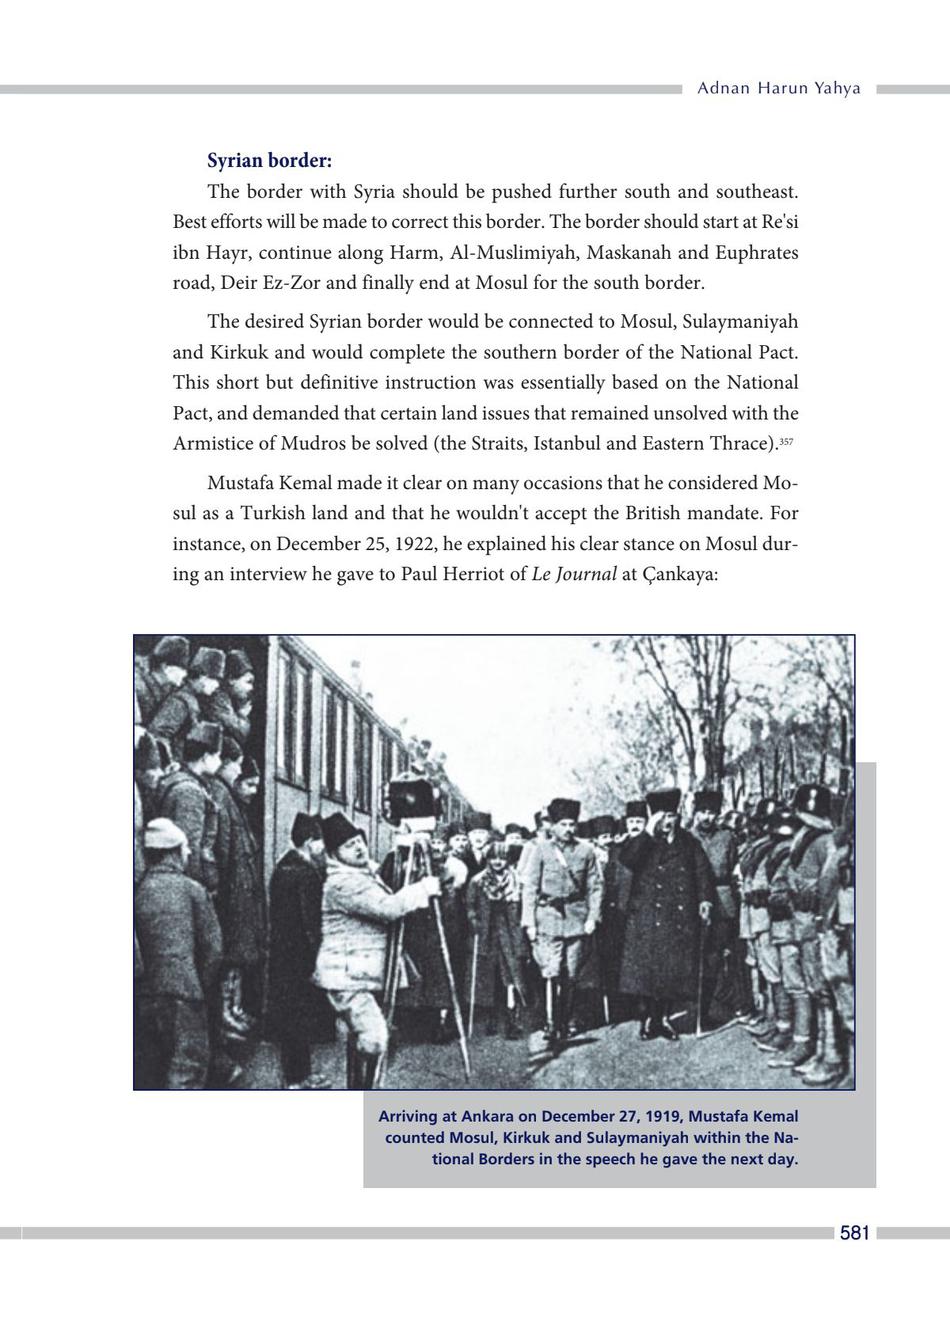 Adnan Harun Yahya
Syrian border:
The border with Syria should be pushed further south and southeast.
Best efforts will be made to correct this border. The border should start at Re'si
ibn Hayr, continue along Harm, Al-Muslimiyah, Maskanah and Euphrates
road, Deir Ez-Zor and finally end at Mosul for the south border.
The desired Syrian border would be connected to Mosul, Sulaymaniyah
and Kirkuk and would complete the southern border of the National Pact.
This short but definitive instruction was essentially based on the National
Pact, and demanded that certain land issues that remained unsolved with the
Armistice of Mudros be solved (the Straits, Istanbul and Eastern Thrace).357
Mustafa Kemal made it clear on many occasions that he considered Mo-
sul as a Turkish land and that he wouldn't accept the British mandate. For
instance, on December 25, 1922, he explained his clear stance on Mosul dur-
ing an interview he gave to Paul Herriot of Le Journal at Çankaya:
Arriving at Ankara on December 27, 1919, Mustafa Kemal
counted Mosul, Kirkuk and Sulaymaniyah within the Na-
tional Borders in the speech he gave the next day.
581